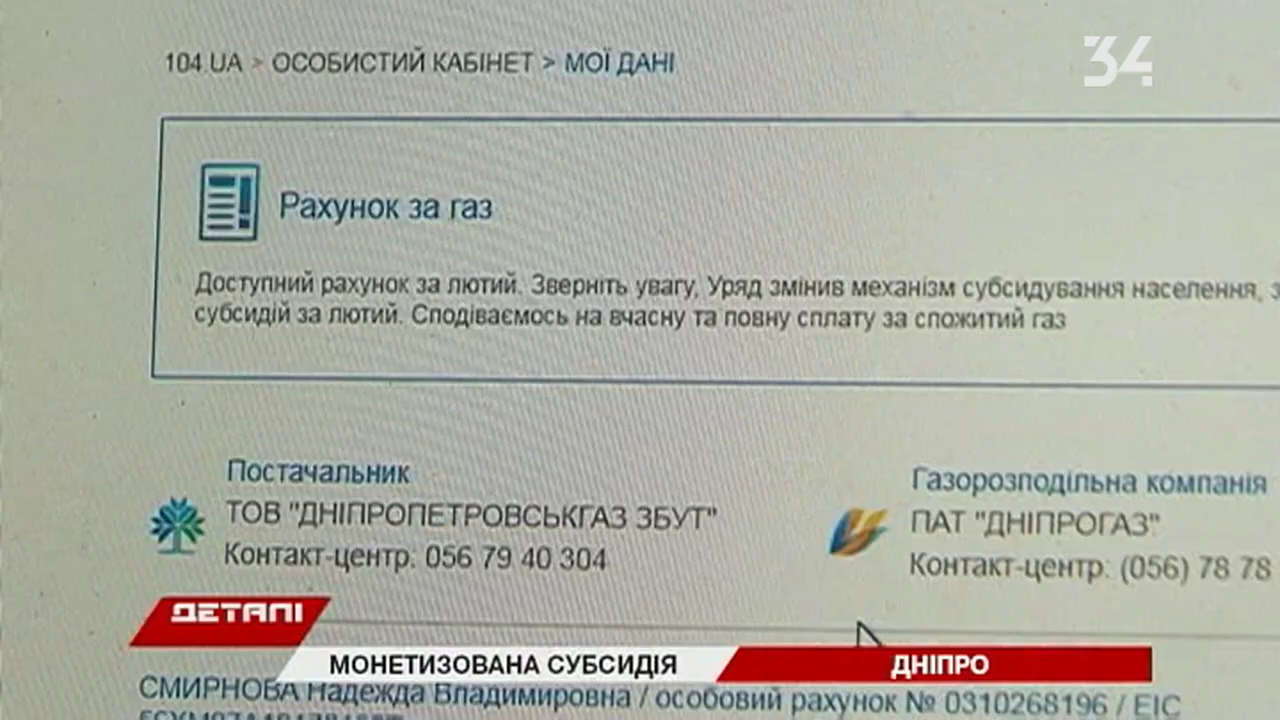 34
104.UA > ОСОБИСТИЙ КАБІНЕТ > МОЇ ДАНІ
Рахунок за газ
Доступний рахунок за лютий. Зверніть увагу, Уряд змінив механізм субсидування населення, з
субсидій за лютий. Сподіваємось на вчасну та повну сплату за спожитий газ
Постачальник
ТОВ "ДНІПРОПЕТРОВСЬКГАЗ ЗБУТ"
Контакт-центр: 056 79 40 304
Газорозподільна компанія
ПАТ "ДНІПРОГАЗ"
Контакт-центр: (056) 78 78
ДЕТАЛІ
МОНЕТИЗОВАНА СУБСИДІЯ
ДНІПРО
СМИРНОВА Надежда Владимировна / особовий рахунок № 0310268196 / EIC